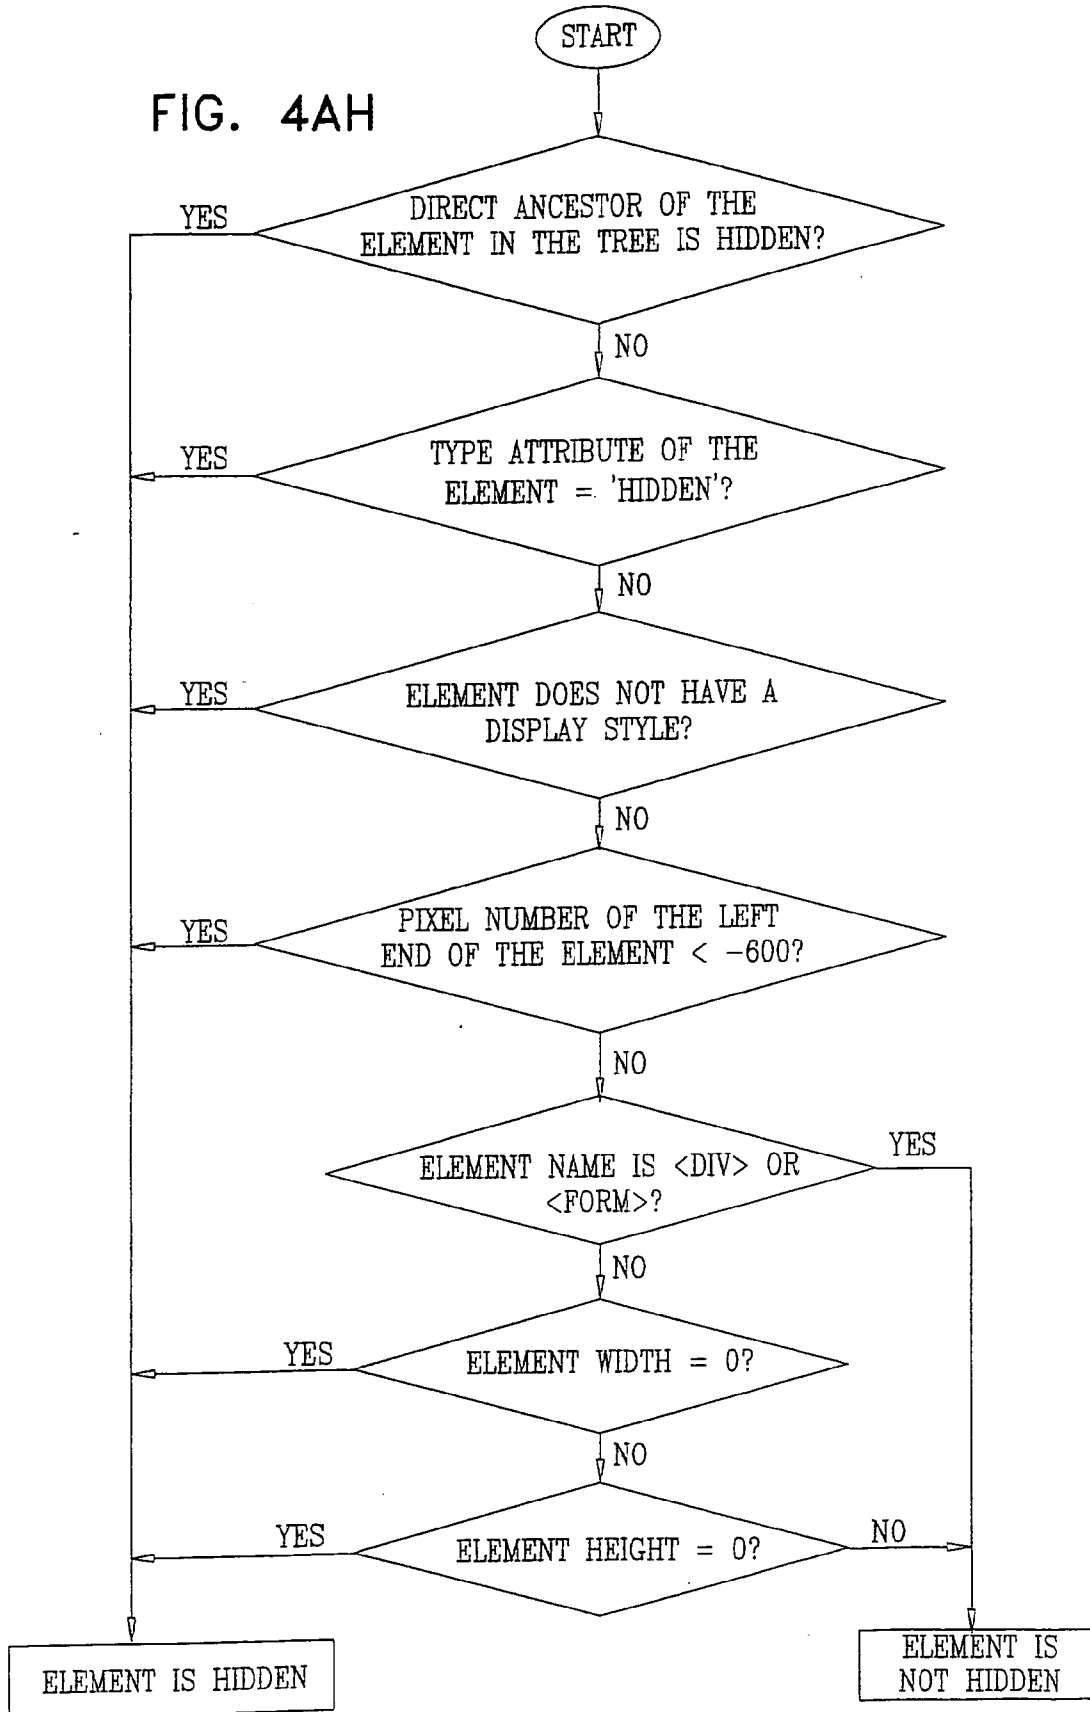 START
FIG. 4AH
DIRECT ANCESTOR OF THE
ELEMENT IN THE TREE IS HIDDEN?
YES
NO
TYPE ATTRIBUTE OF THE
ELEMENT = 'HIDDEN'?
YES
NO
ELEMENT DOES NOT HAVE A
DISPLAY STYLE?
YES
NO
PIXEL NUMBER OF THE LEFT
END OF THE ELEMENT < -600?
YES
NO
ELEMENT NAME IS <DIV> OR
<FORM>?
YES
NO
ELEMENT WIDTH = 0?
YES
NO
ELEMENT HEIGHT = 0?
YES
NO
ELEMENT IS HIDDEN
ELEMENT IS
NOT HIDDEN